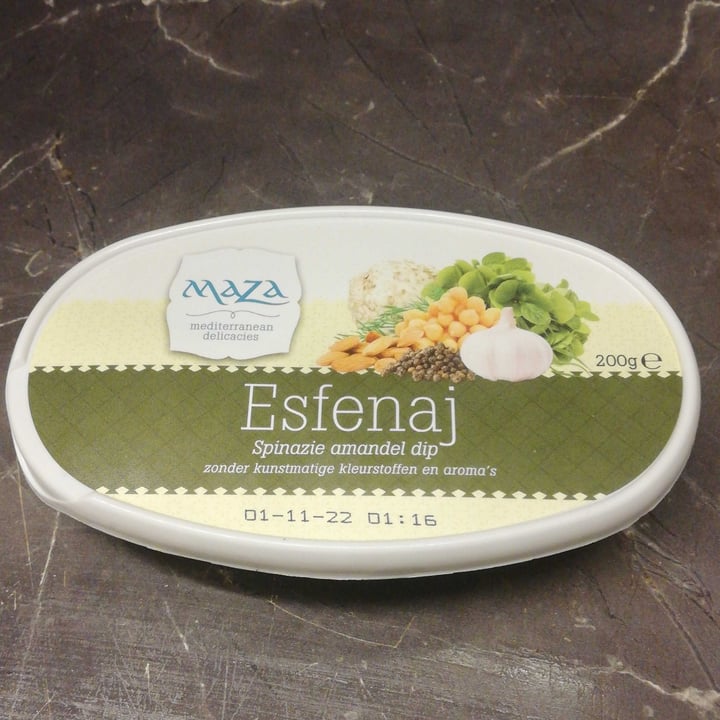 MAZA
mediterranean
delicacies
200g ℮
Esfenaj
Spinazie amandel dip
zonder kunstmatige kleurstoffen en aroma's
01-11-22 01:16